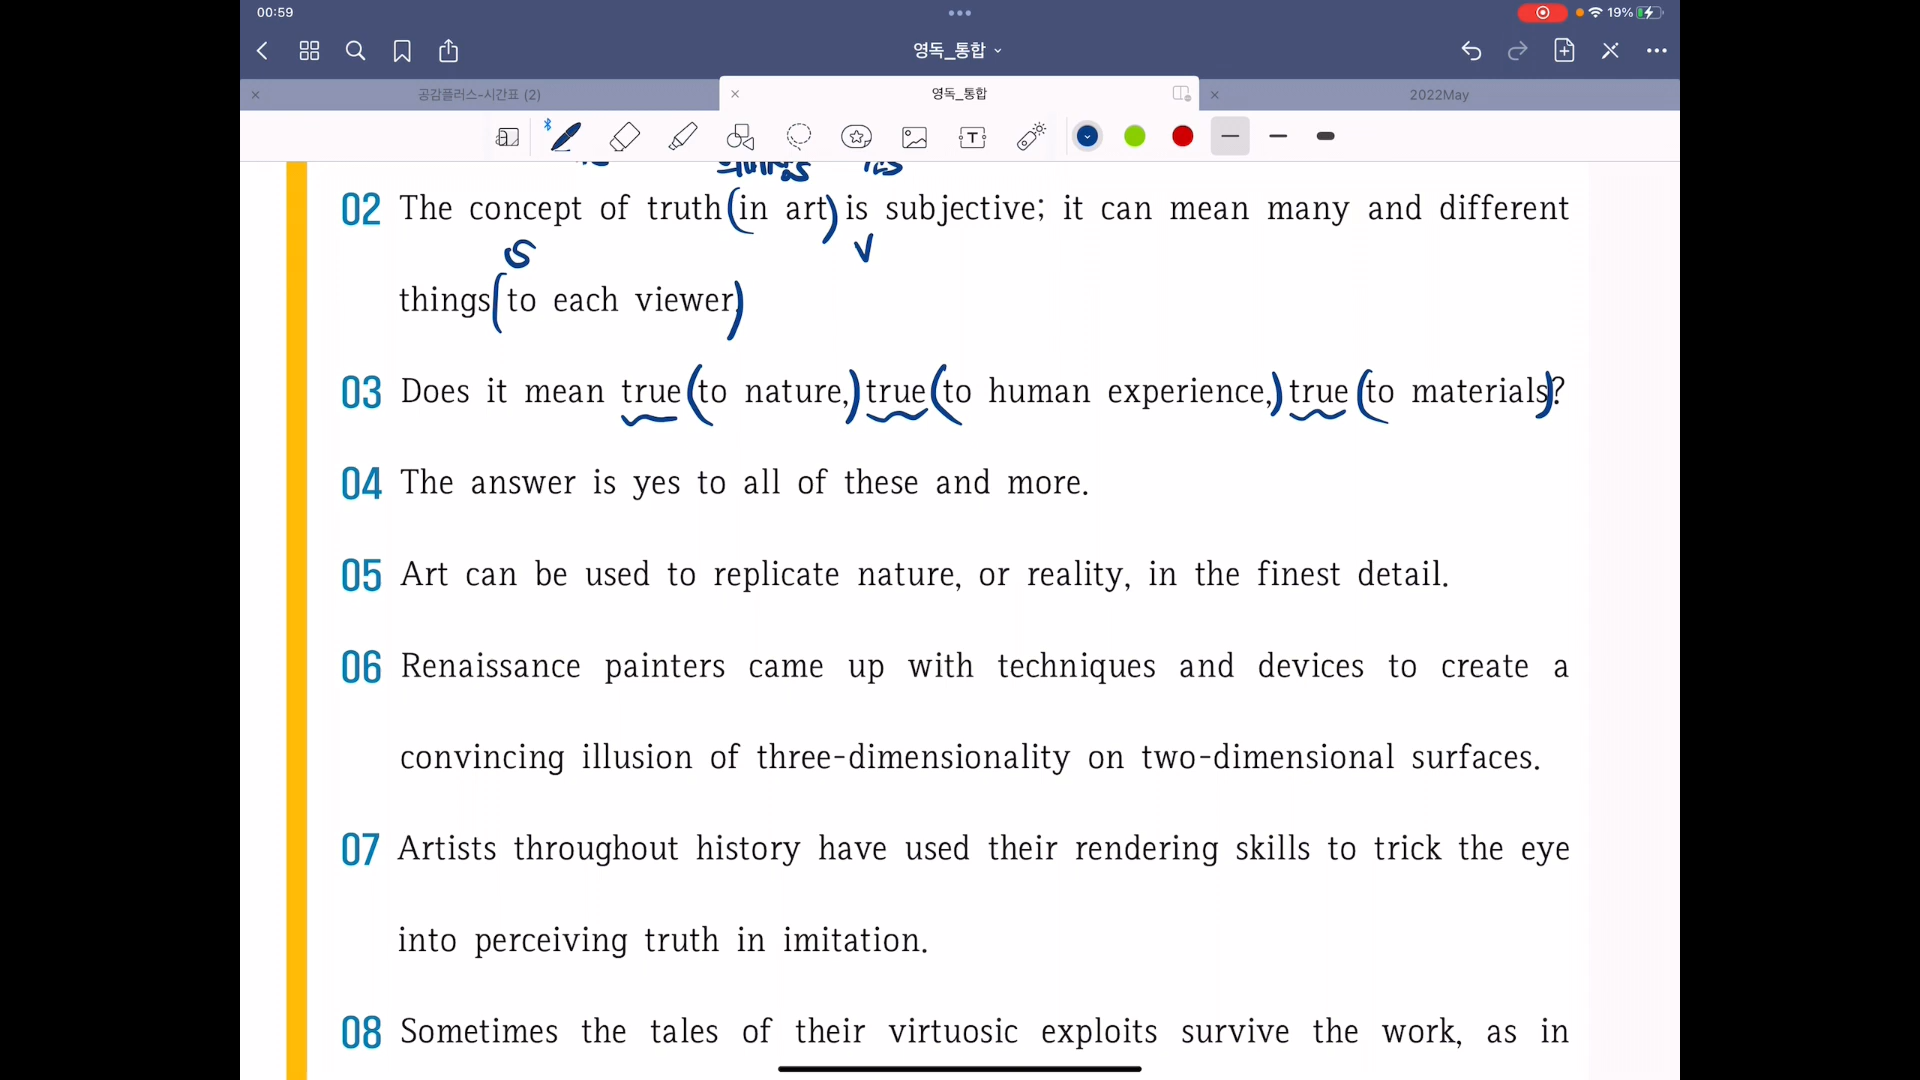 00:59
19%
영독_통합
공감플러스-시간표 (2)
영독_통합
2022May
T
things
02 The concept of truth (in art) is subjective; it can mean many and different
S V
things (to each viewer)
03 Does it mean true (to nature,) true (to human experience,) true (to materials)?
04 The answer is yes to all of these and more.
05 Art can be used to replicate nature, or reality, in the finest detail.
06 Renaissance painters came up with techniques and devices to create a
convincing illusion of three-dimensionality on two-dimensional surfaces.
07 Artists throughout history have used their rendering skills to trick the eye
into perceiving truth in imitation.
08 Sometimes the tales of their virtuosic exploits survive the work, as in